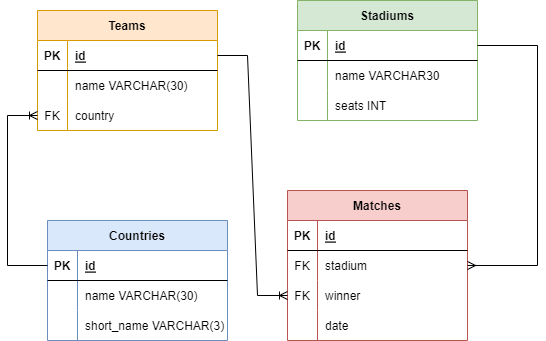 Teams
PK id
name VARCHAR(30)
FK country
Stadiums
PK id
name VARCHAR30
seats INT
Countries
PK id
name VARCHAR(30)
short_name VARCHAR(3)
Matches
PK id
FK stadium
FK winner
date